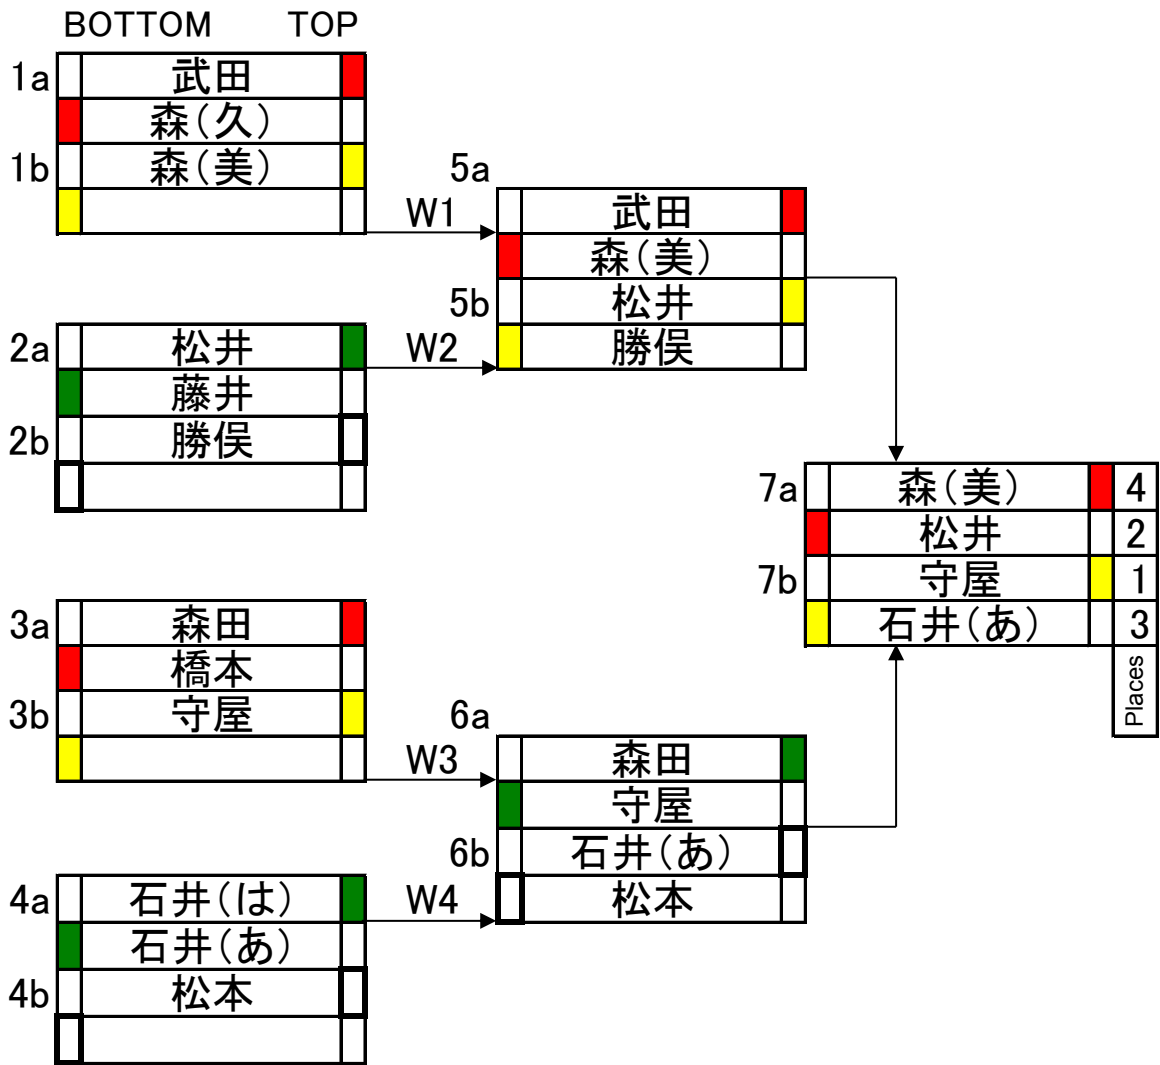 BOTTOM TOP
1a 武田
森(久)
1b 森(美)
W1
2a 松井
藤井
2b 勝俣
W2
3a 森田
橋本
3b 守屋
W3
4a 石井(は)
石井(あ)
4b 松本
W4
5a
武田
森(美)
5b 松井
勝俣
6a
森田
守屋
6b 石井(あ)
松本
7a 森(美) 4
松井 2
7b 守屋 1
石井(あ) 3
Places